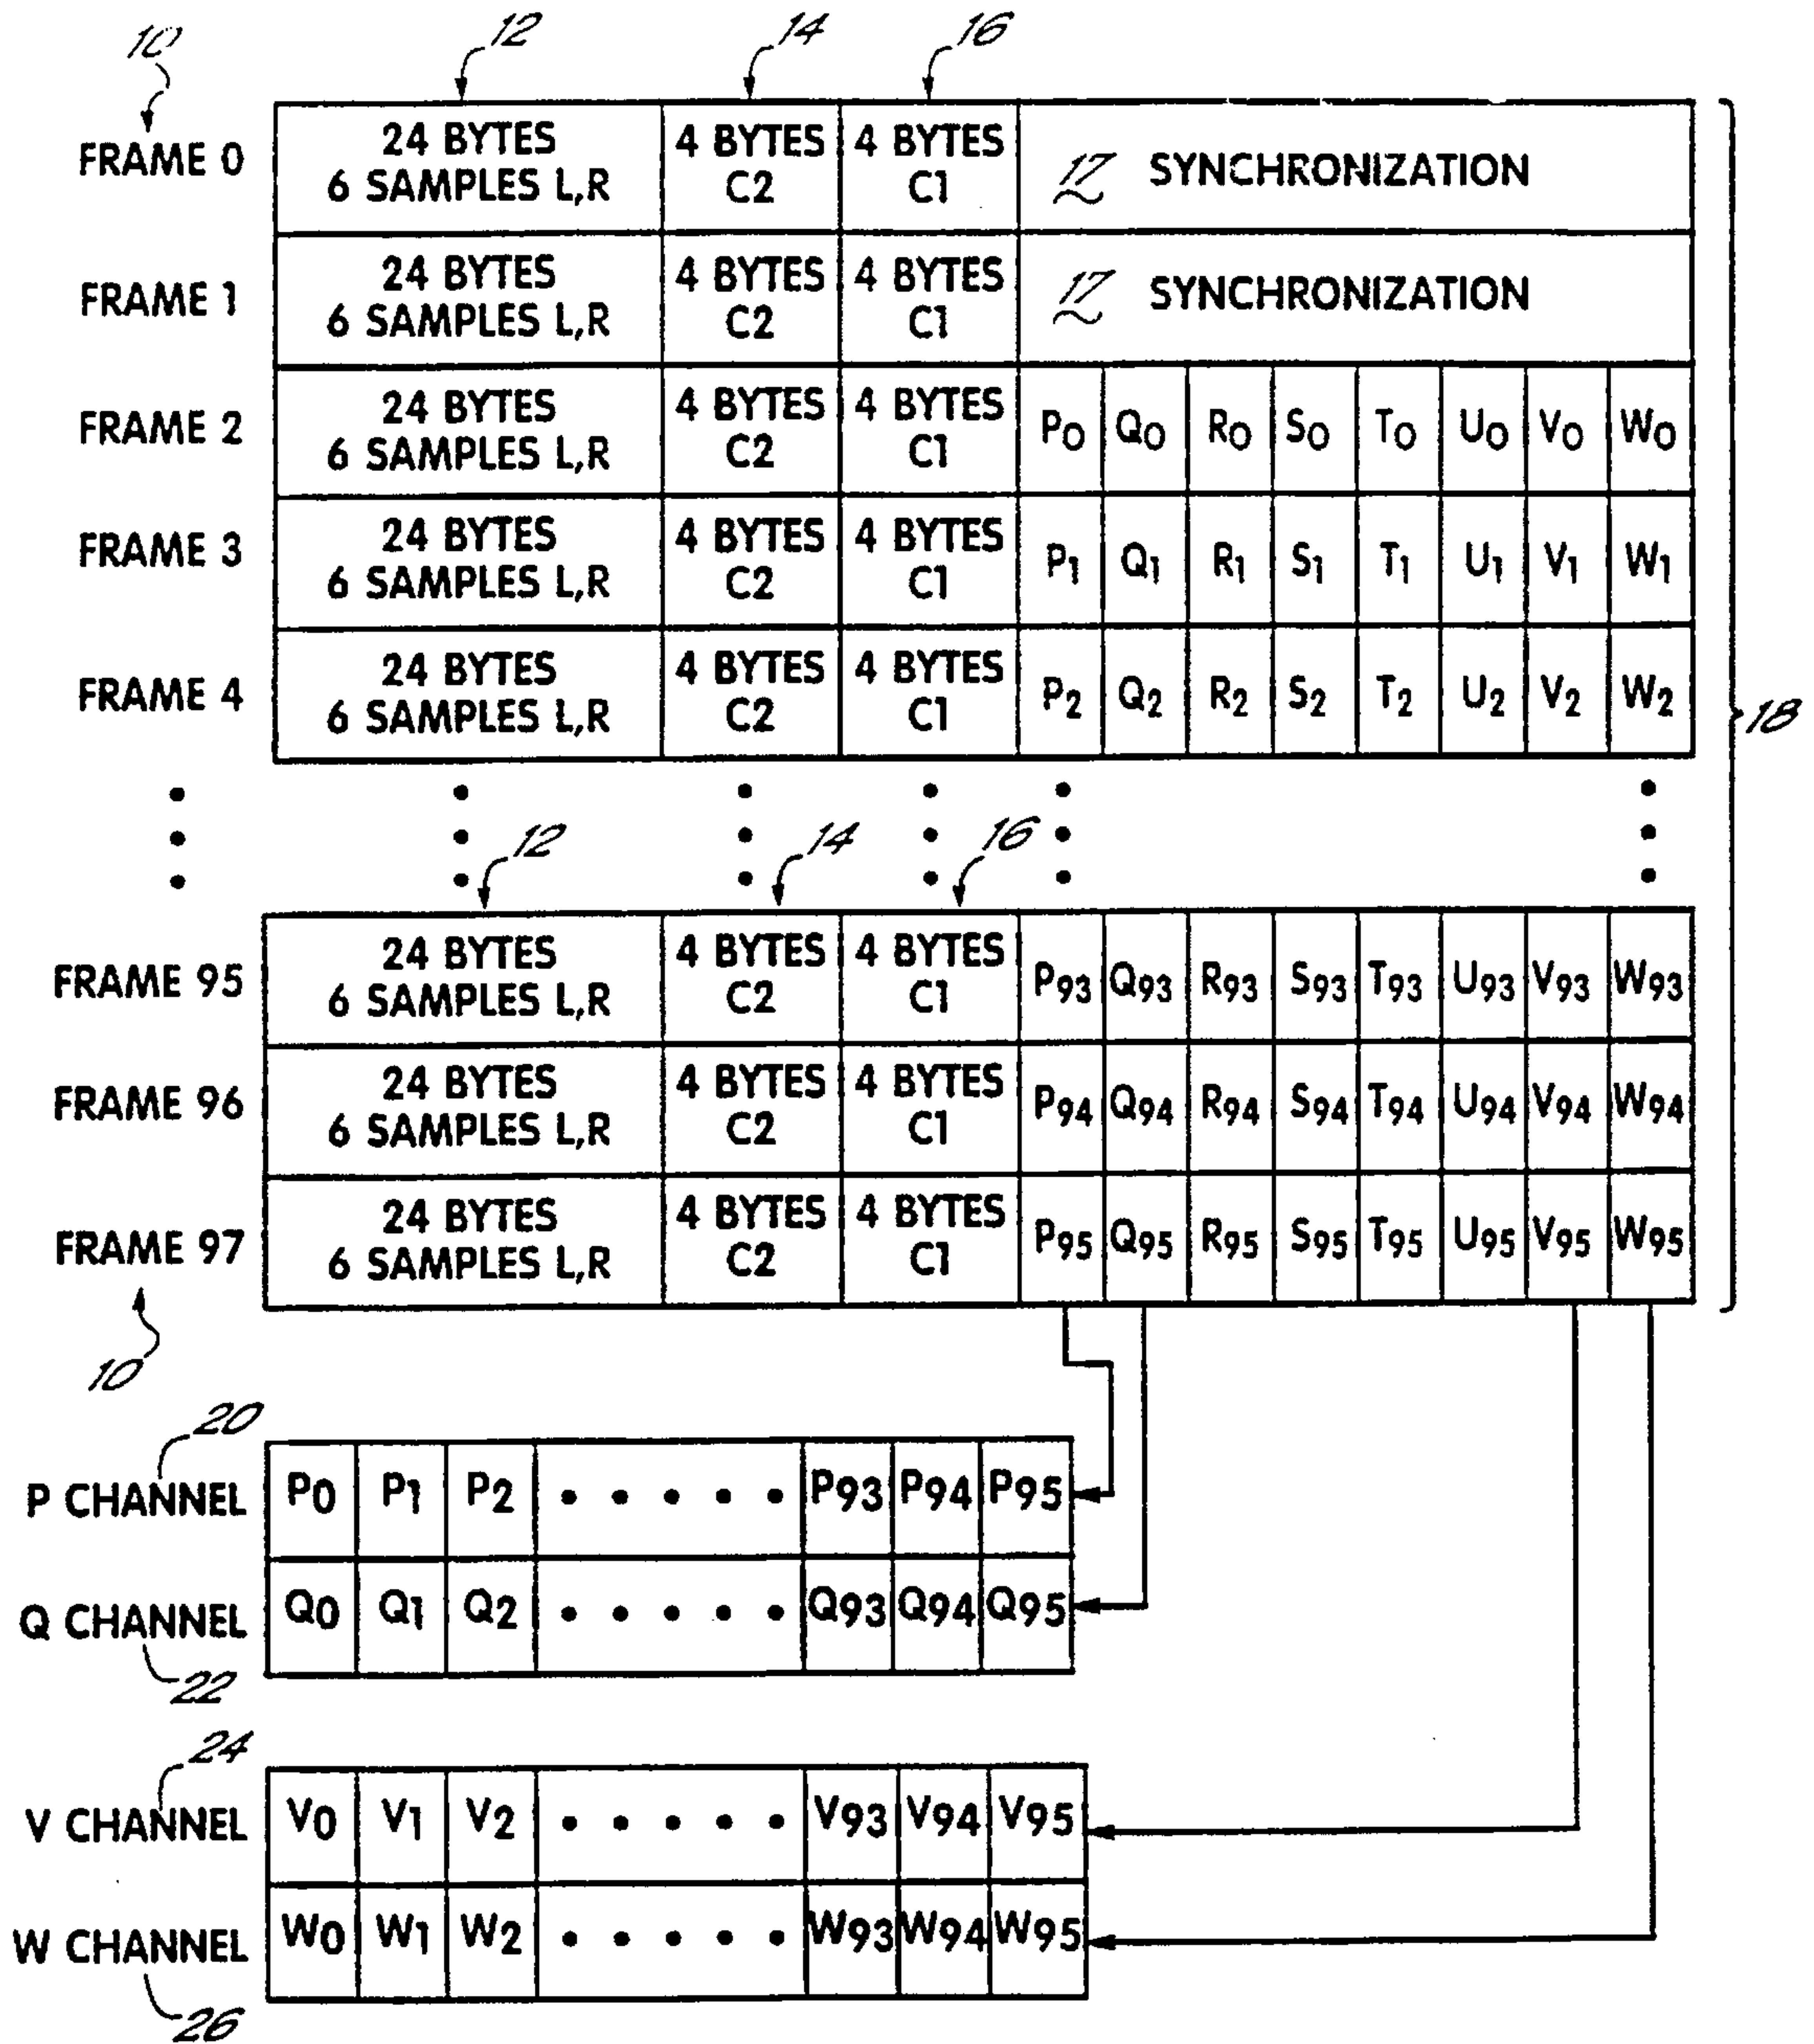 12 14 16
10
FRAME 0 24 BYTES 6 SAMPLES L,R 4 BYTES C2 4 BYTES C1 17 SYNCHRONIZATION
FRAME 1 24 BYTES 6 SAMPLES L,R 4 BYTES C2 4 BYTES C1 17 SYNCHRONIZATION
FRAME 2 24 BYTES 6 SAMPLES L,R 4 BYTES C2 4 BYTES C1 P0 Q0 R0 S0 T0 U0 V0 W0
FRAME 3 24 BYTES 6 SAMPLES L,R 4 BYTES C2 4 BYTES C1 P1 Q1 R1 S1 T1 U1 V1 W1
FRAME 4 24 BYTES 6 SAMPLES L,R 4 BYTES C2 4 BYTES C1 P2 Q2 R2 S2 T2 U2 V2 W2
18
12 14 16
FRAME 95 24 BYTES 6 SAMPLES L,R 4 BYTES C2 4 BYTES C1 P93 Q93 R93 S93 T93 U93 V93 W93
FRAME 96 24 BYTES 6 SAMPLES L,R 4 BYTES C2 4 BYTES C1 P94 Q94 R94 S94 T94 U94 V94 W94
FRAME 97 24 BYTES 6 SAMPLES L,R 4 BYTES C2 4 BYTES C1 P95 Q95 R95 S95 T95 U95 V95 W95
10
20
P CHANNEL P0 P1 P2 • • • • • P93 P94 P95
Q CHANNEL Q0 Q1 Q2 • • • • • Q93 Q94 Q95
22
24
V CHANNEL V0 V1 V2 • • • • • V93 V94 V95
W CHANNEL W0 W1 W2 • • • • • W93 W94 W95
26